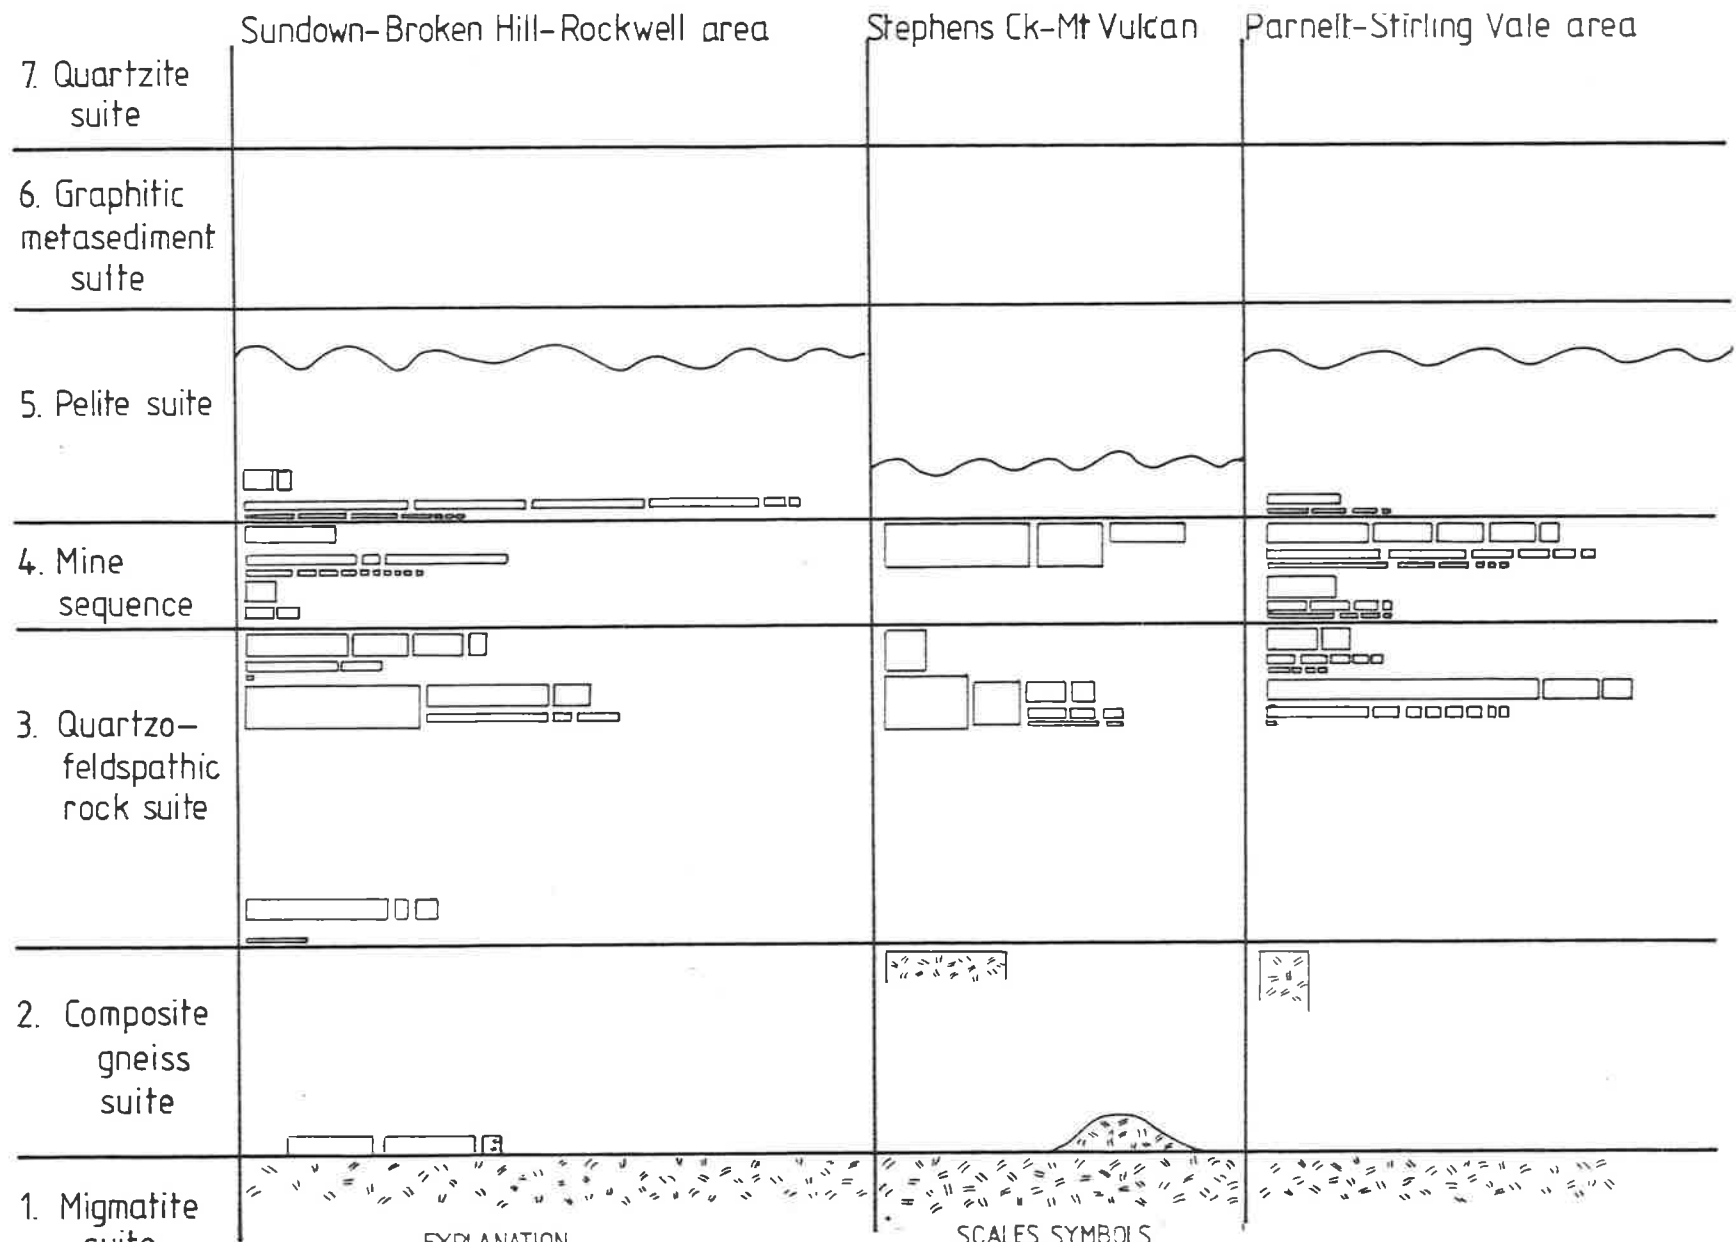 Sundown-Broken Hill-Rockwell area
Stephens Ck-Mt Vulcan
Parnell-Stirling Vale area
7. Quartzite
suite
6. Graphitic
metasediment
suite
5. Pelite suite
4. Mine
sequence
3. Quartzo-
feldspathic
rock suite
2. Composite
gneiss
suite
1. Migmatite
suite
EXPLANATION
SCALES SYMBOLS